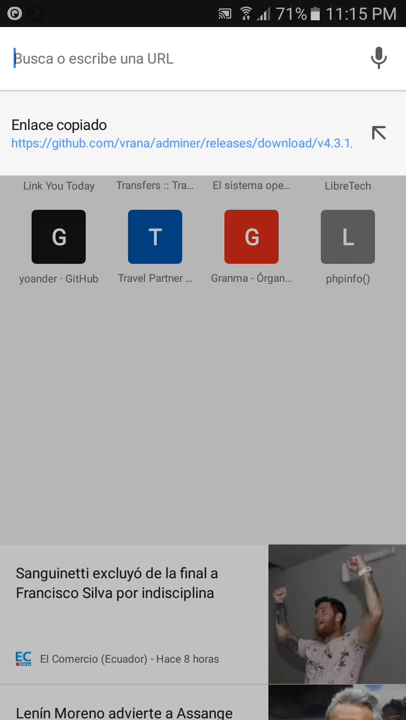 71% 11:15 PM
Busca o escribe una URL
Enlace copiado
https://github.com/vrana/adminer/releases/download/v4.3.1,
Link You Today
Transfers :: Tra...
El sistema ope...
LibreTech
G
T
G
L
yoander · GitHub
Travel Partner ...
Granma - Órgan...
phpinfo()
Sanguinetti excluyó de la final a
Francisco Silva por indisciplina
EC
.com
El Comercio (Ecuador) - Hace 8 horas
Lenín Moreno advierte a Assange